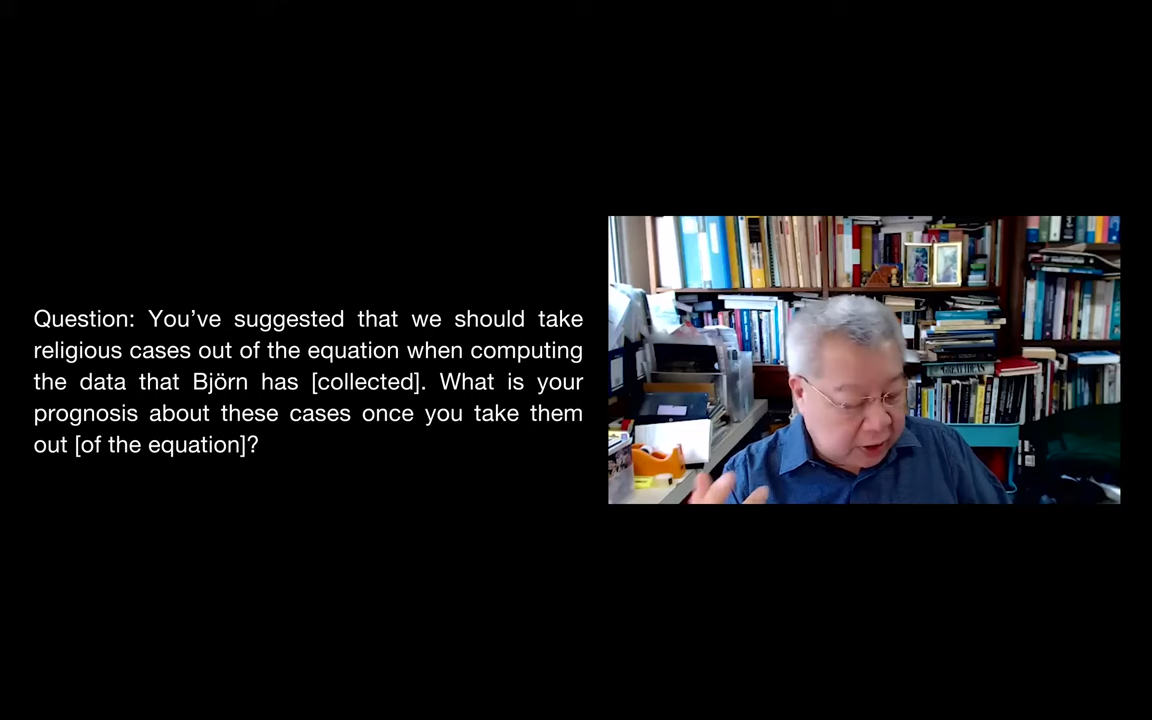 Question: You've suggested that we should take
religious cases out of the equation when computing
the data that Björn has [collected]. What is your
prognosis about these cases once you take them
out [of the equation]?